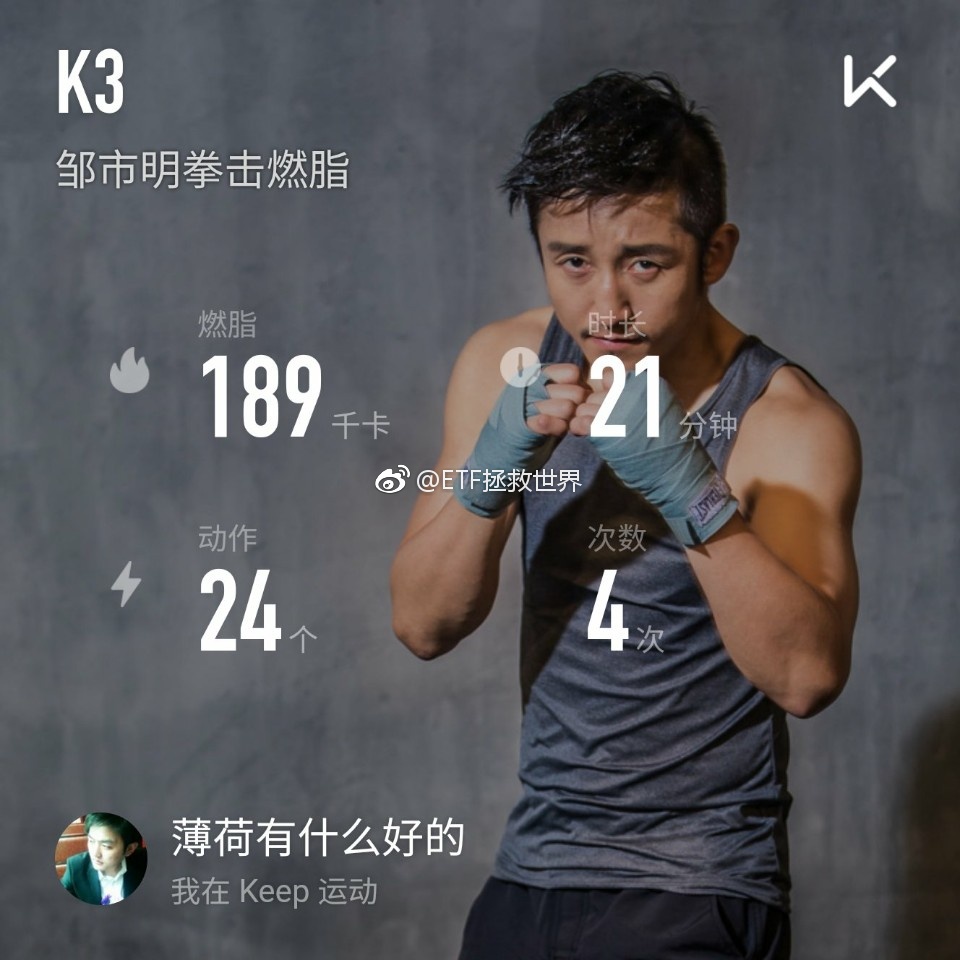 K3
邹市明拳击燃脂
燃脂
189 千卡
时长
21 分钟
@ETF拯救世界
动作
24 个
次数
4 次
薄荷有什么好的
我在 Keep 运动